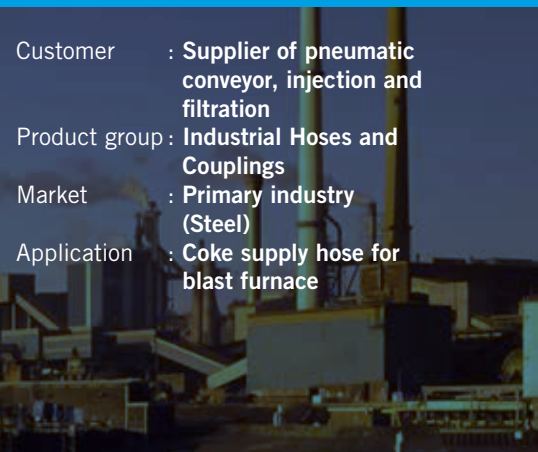 Customer : Supplier of pneumatic
conveyor, injection and
filtration
Product group : Industrial Hoses and
Couplings
Market : Primary industry
(Steel)
Application : Coke supply hose for
blast furnace